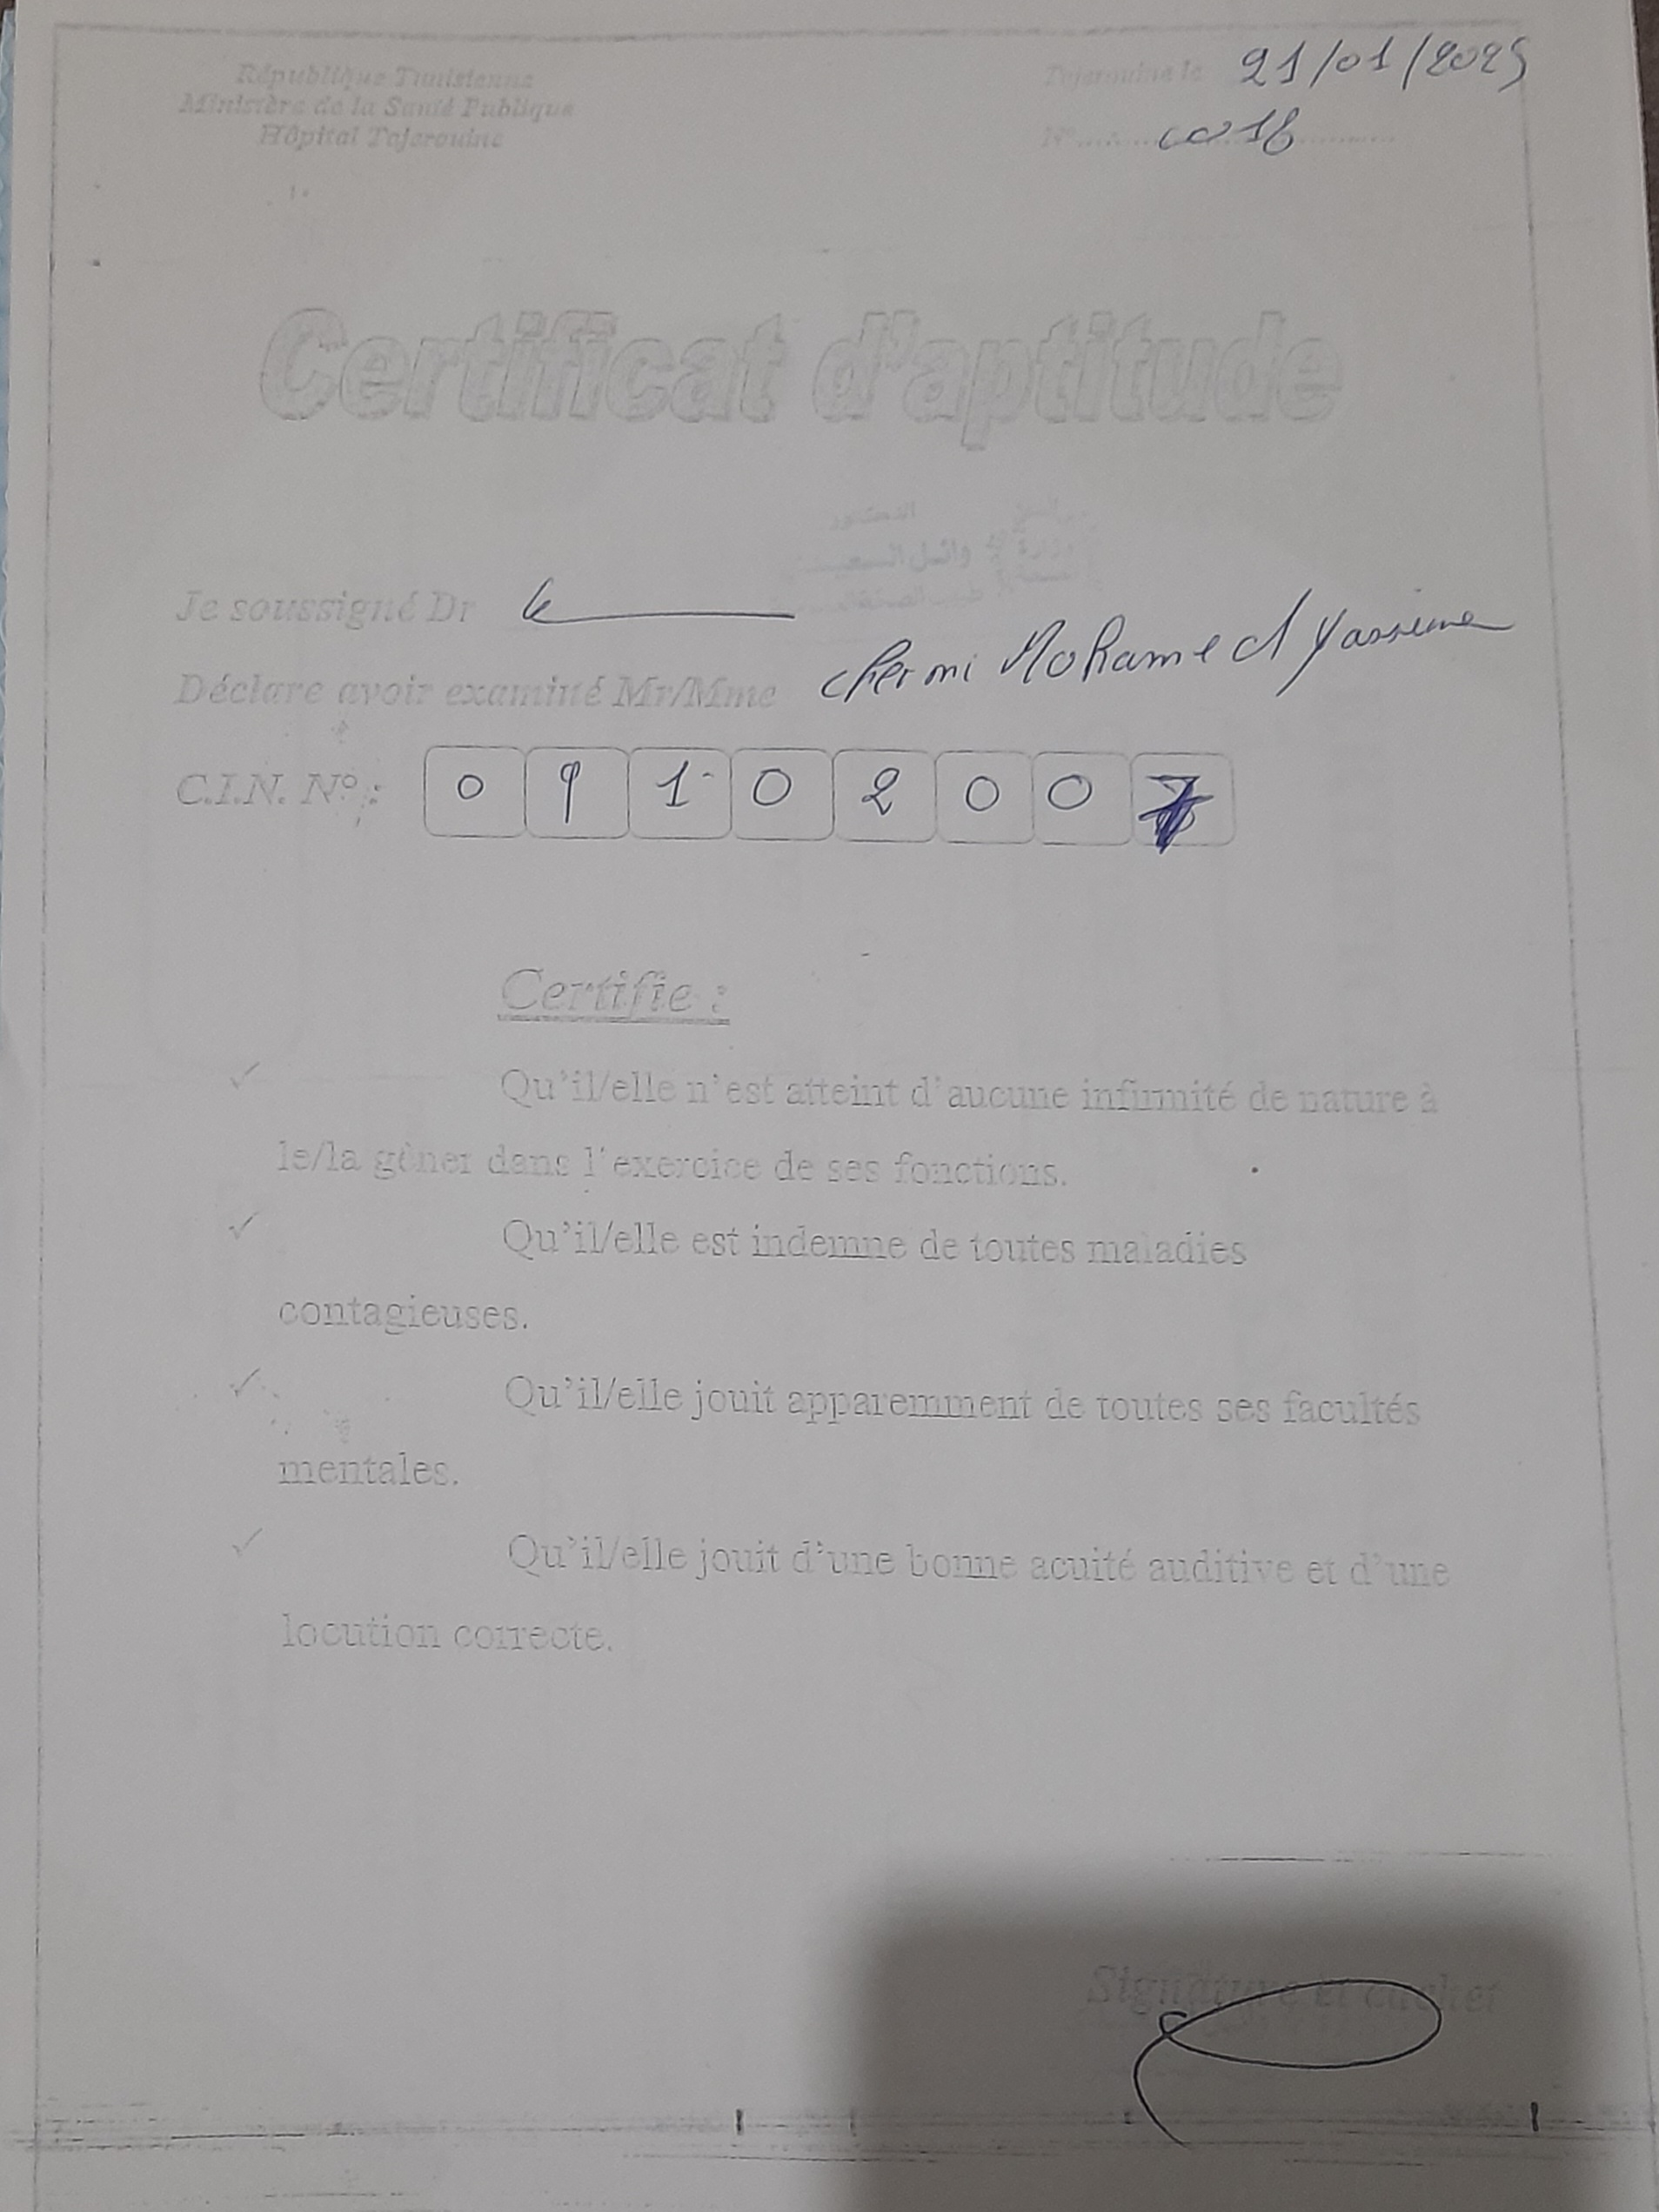 République Tunisienne
Ministère de la Santé Publique
Hôpital Tajerouine
Tajerouine le 21/01/2025
N° 0018
Certificat d'aptitude
الدكتور
وائل السعيد
Je soussigné Dr
Déclare avoir examiné Mr/Mme Chermi Mohamed Yassine
C.I.N. N° : 0 9 1 0 2 0 0
Certifie :
✓ Qu'il/elle n'est atteint d'aucune infirmité de nature à
le/la gêner dans l'exercice de ses fonctions.
✓ Qu'il/elle est indemne de toutes maladies
contagieuses.
✓ Qu'il/elle jouit apparemment de toutes ses facultés
mentales.
✓ Qu'il/elle jouit d'une bonne acuité auditive et d'une
locution correcte.
Signature et cachet